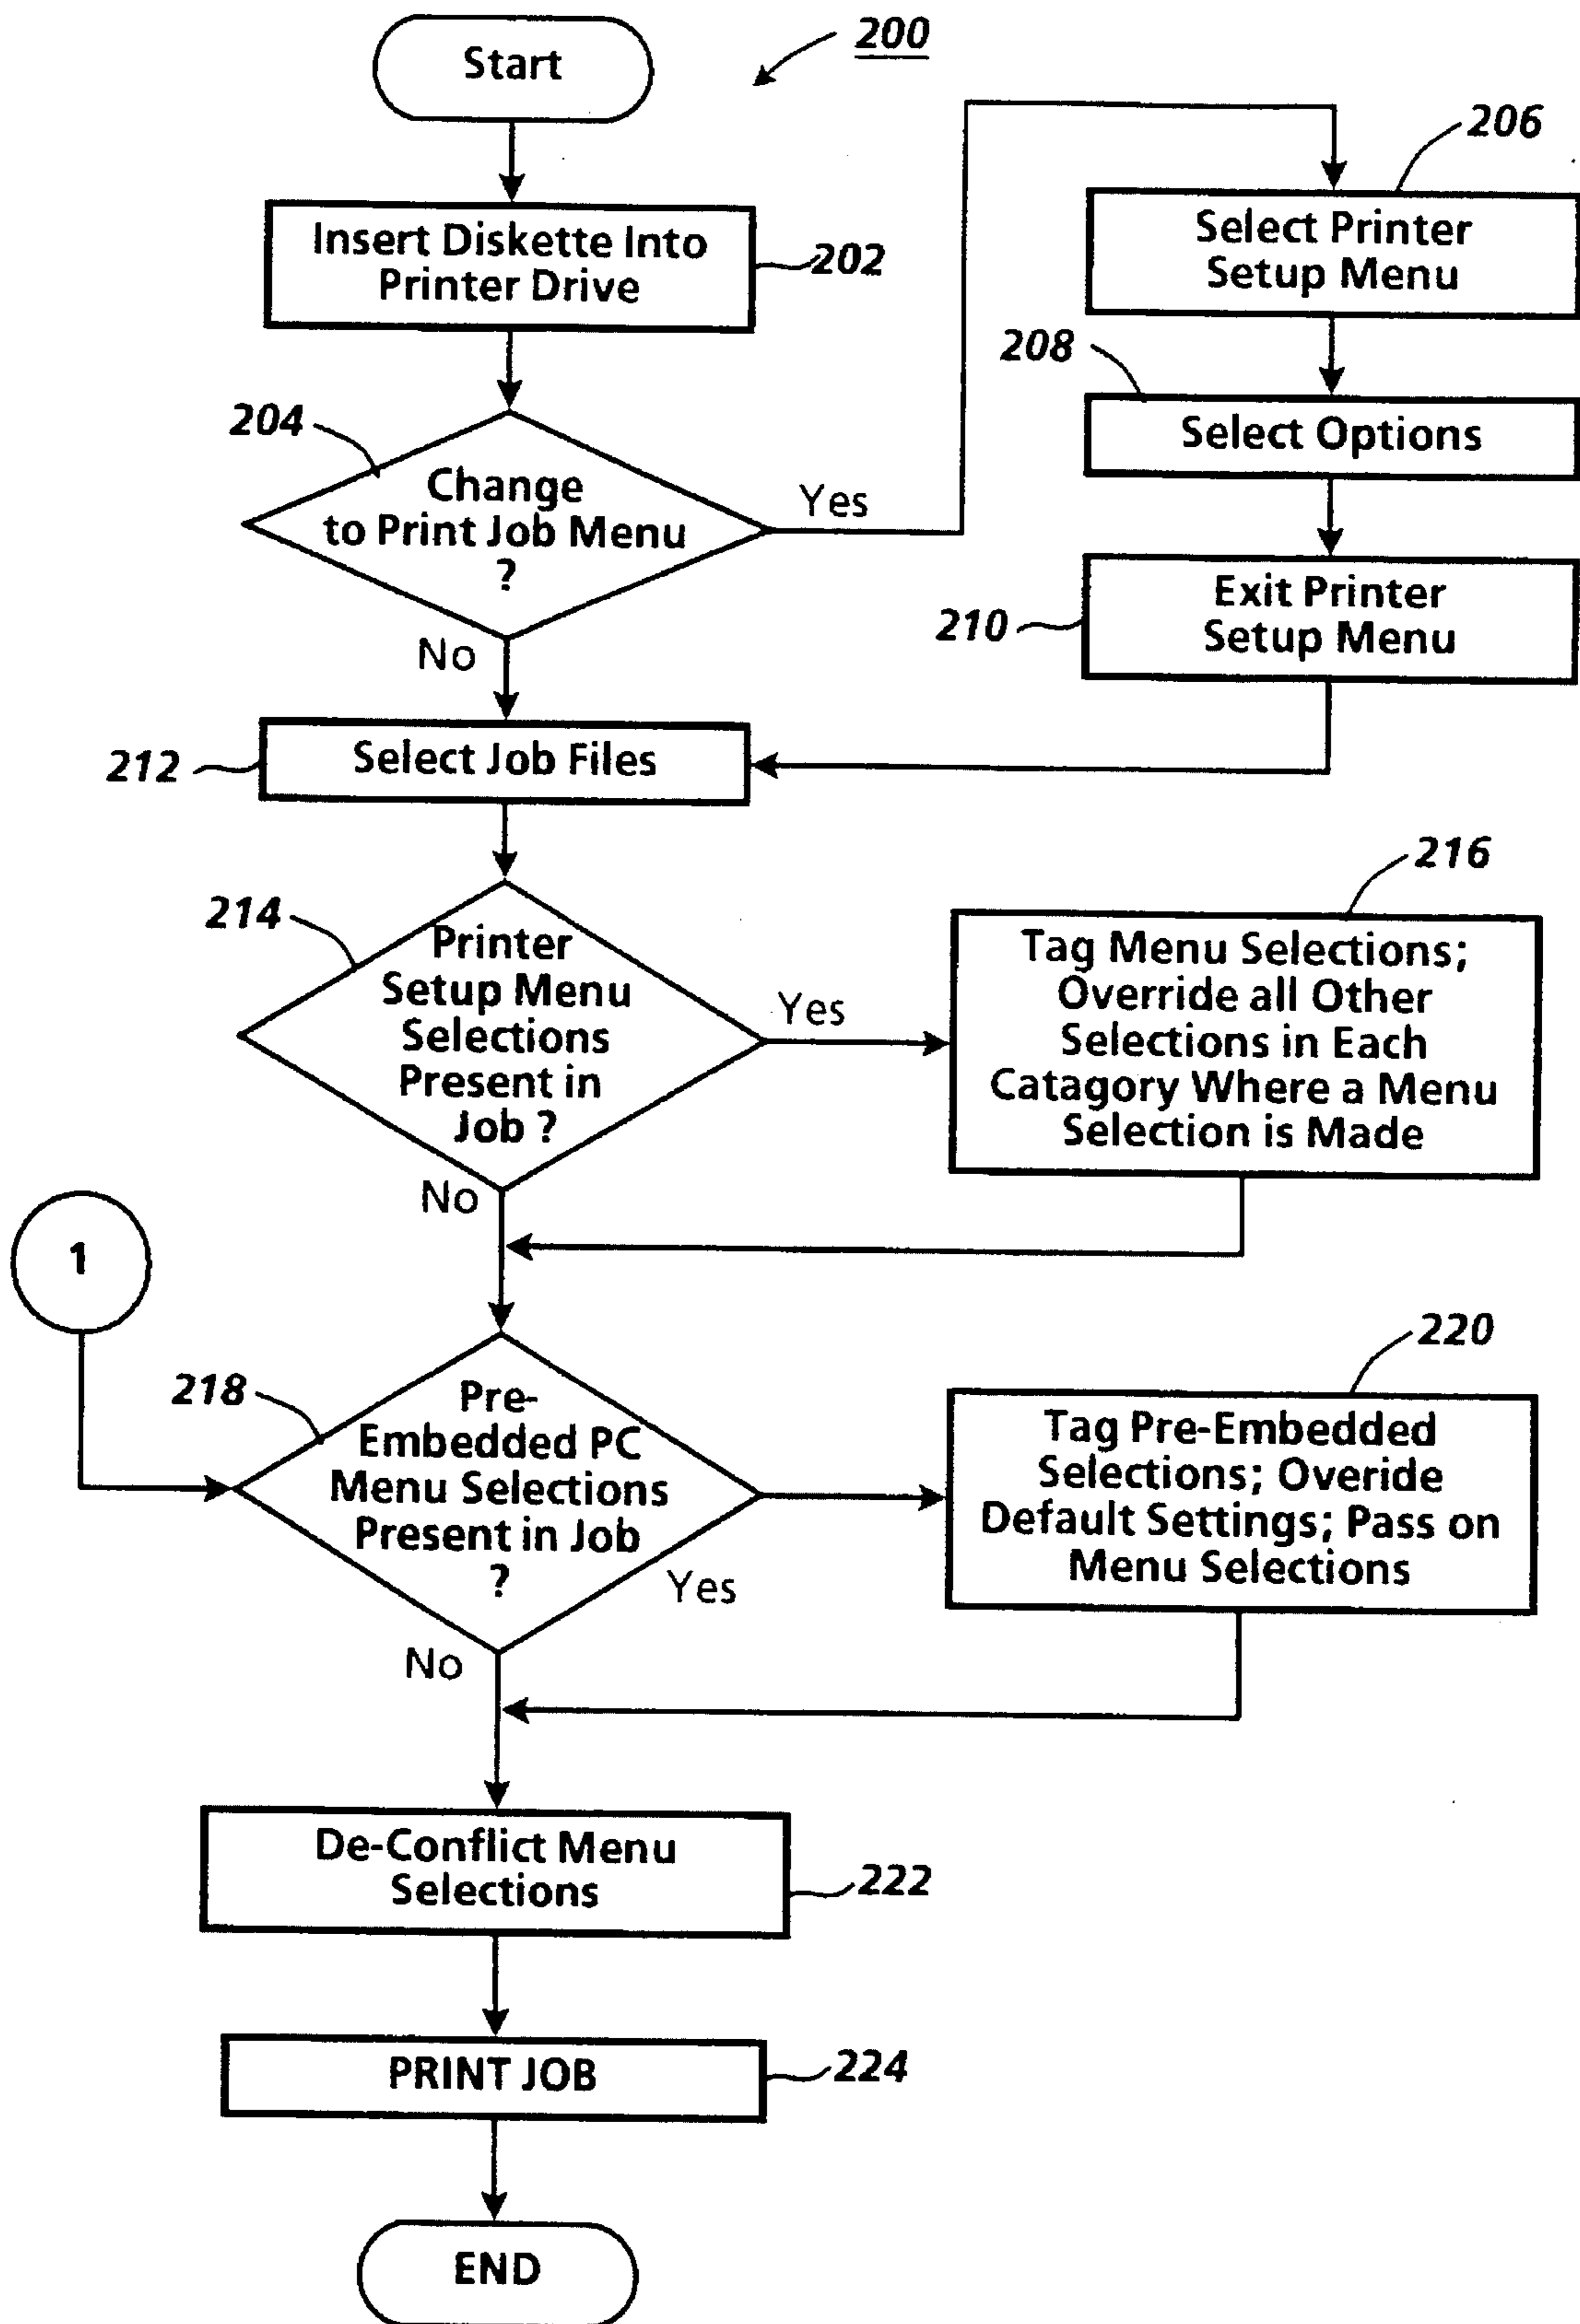 Start
200
Insert Diskette Into
Printer Drive
202
204
Change
to Print Job Menu
?
Yes
No
206
Select Printer
Setup Menu
208
Select Options
210
Exit Printer
Setup Menu
212
Select Job Files
214
Printer
Setup Menu
Selections
Present in
Job ?
Yes
No
216
Tag Menu Selections;
Override all Other
Selections in Each
Catagory Where a Menu
Selection is Made
1
218
Pre-
Embedded PC
Menu Selections
Present in Job
?
Yes
No
220
Tag Pre-Embedded
Selections; Overide
Default Settings; Pass on
Menu Selections
De-Conflict Menu
Selections
222
PRINT JOB
224
END